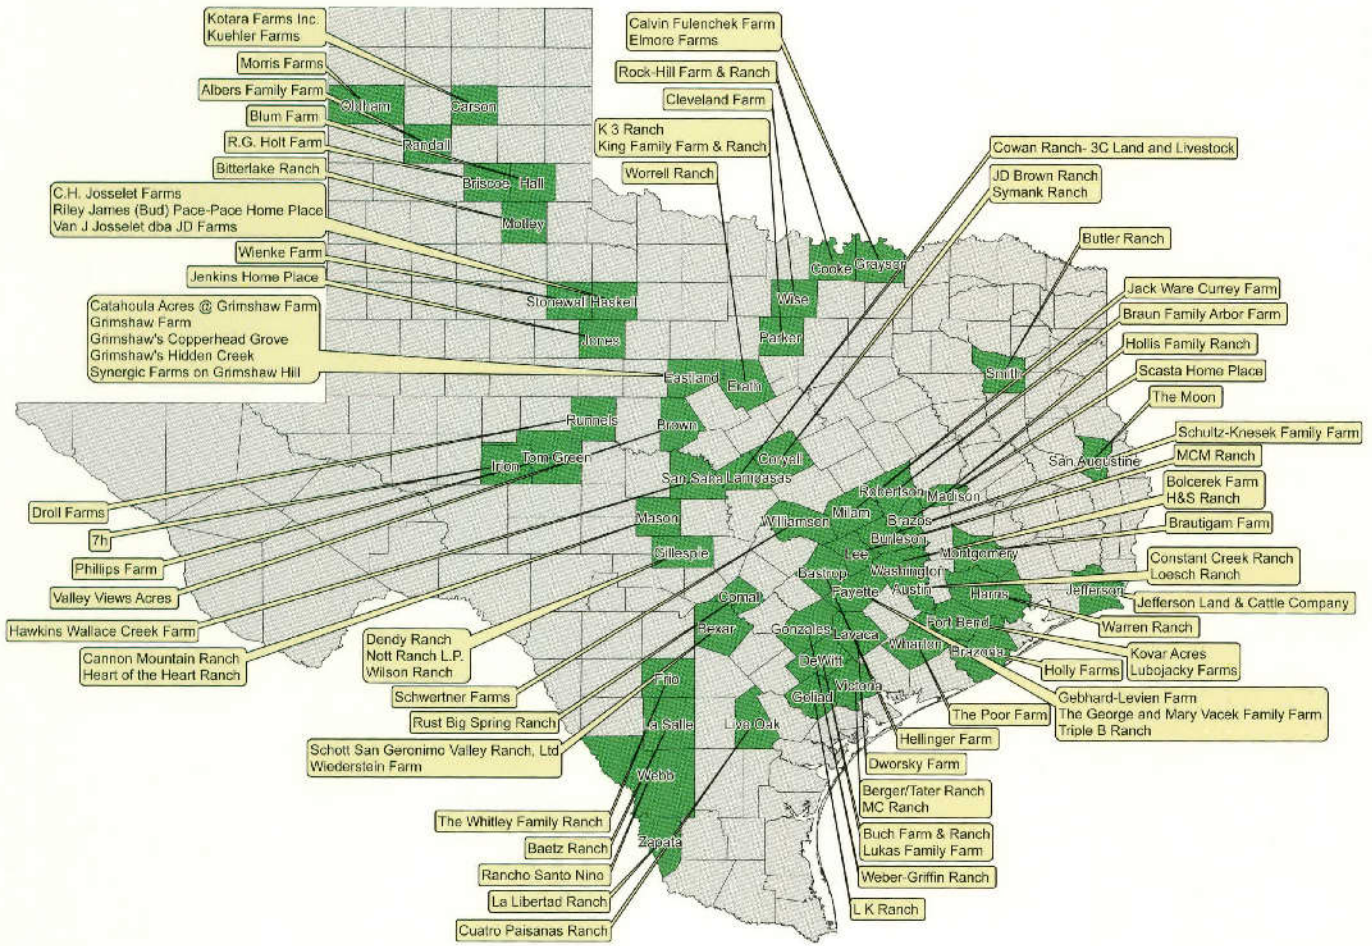 Kotara Farms Inc.
Kuehler Farms
Morris Farms
Albers Family Farm
Blum Farm
R.G. Holt Farm
Bitterlake Ranch
C.H. Josselet Farms
Riley James (Bud) Pace-Pace Home Place
Van J Josselet dba JD Farms
Wienke Farm
Jenkins Home Place
Catahoula Acres @ Grimshaw Farm
Grimshaw Farm
Grimshaw's Copperhead Grove
Grimshaw's Hidden Creek
Synergic Farms on Grimshaw Hill
Calvin Fulenchek Farm
Elmore Farms
Rock-Hill Farm & Ranch
Cleveland Farm
K 3 Ranch
King Family Farm & Ranch
Worrell Ranch
Cowan Ranch- 3C Land and Livestock
JD Brown Ranch
Symank Ranch
Butler Ranch
Jack Ware Currey Farm
Braun Family Arbor Farm
Hollis Family Ranch
Scasta Home Place
The Moon
Schultz-Knesek Family Farm
MCM Ranch
Bolcerek Farm
H&S Ranch
Brautigam Farm
Constant Creek Ranch
Loesch Ranch
Jefferson Land & Cattle Company
Warren Ranch
Kovar Acres
Lubojacky Farms
Holly Farms
Gebhard-Levien Farm
The George and Mary Vacek Family Farm
Triple B Ranch
The Poor Farm
Hellinger Farm
Dworsky Farm
Berger/Tater Ranch
MC Ranch
Buch Farm & Ranch
Lukas Family Farm
Weber-Griffin Ranch
L K Ranch
Droll Farms
7h
Phillips Farm
Valley Views Acres
Hawkins Wallace Creek Farm
Cannon Mountain Ranch
Heart of the Heart Ranch
Dendy Ranch
Nott Ranch L.P.
Wilson Ranch
Schwertner Farms
Rust Big Spring Ranch
Schott San Geronimo Valley Ranch, Ltd
Wiederstein Farm
The Whitley Family Ranch
Baetz Ranch
Rancho Santo Nino
La Libertad Ranch
Cuatro Paisanas Ranch
Oldham
Carson
Randall
Briscoe
Hall
Motley
Cooke
Grayson
Wise
Parker
Stonewall
Haskell
Jones
Eastland
Erath
Smith
Runnels
Brown
Irion
Tom Green
San Saba
Lampasas
Coryell
San Augustine
Mason
Gillespie
Williamson
Milam
Robertson
Madison
Brazos
Burleson
Lee
Washington
Montgomery
Bastrop
Fayette
Austin
Harris
Jefferson
Comal
Bexar
Gonzales
Lavaca
Fort Bend
Wharton
Brazoria
DeWitt
Goliad
Victoria
Frio
La Salle
Live Oak
Webb
Zapata